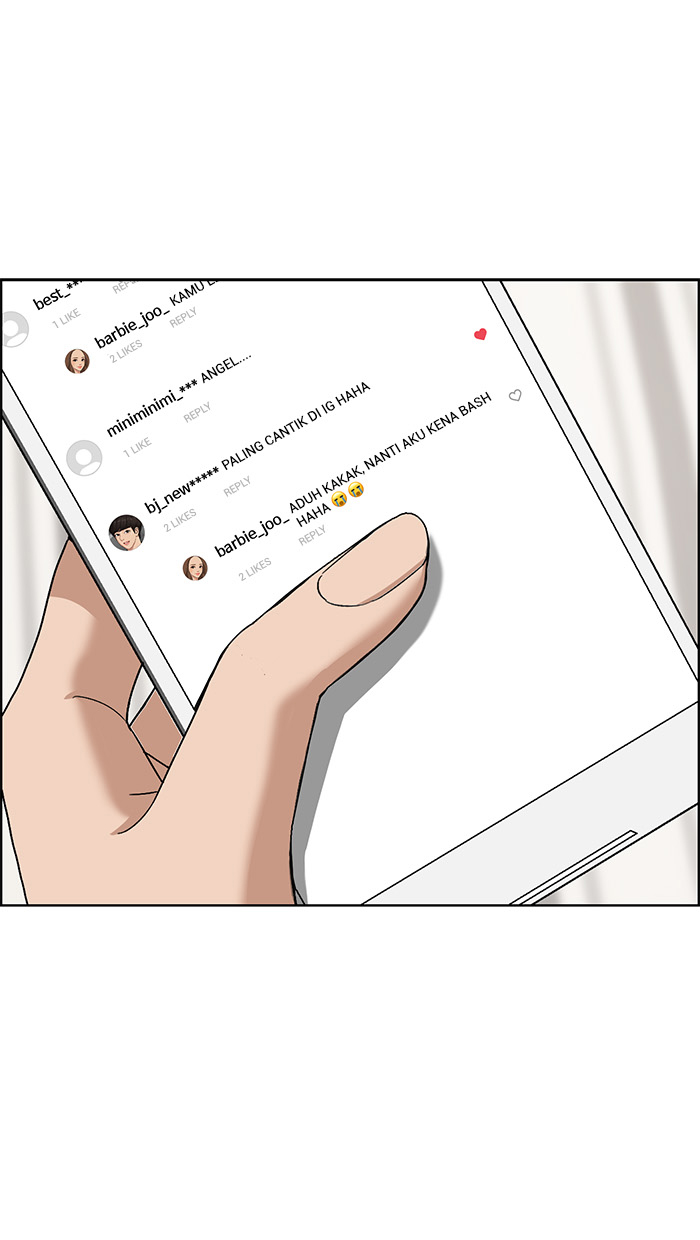 best_**
1 LIKE
barbie_joo_ KAMU
2 LIKES REPLY
miniminimi_*** ANGEL....
1 LIKE REPLY
bj_new***** PALING CANTIK DI IG HAHA
2 LIKES REPLY
barbie_joo_ ADUH KAKAK, NANTI AKU KENA BASH
HAHA 😭😭
2 LIKES REPLY